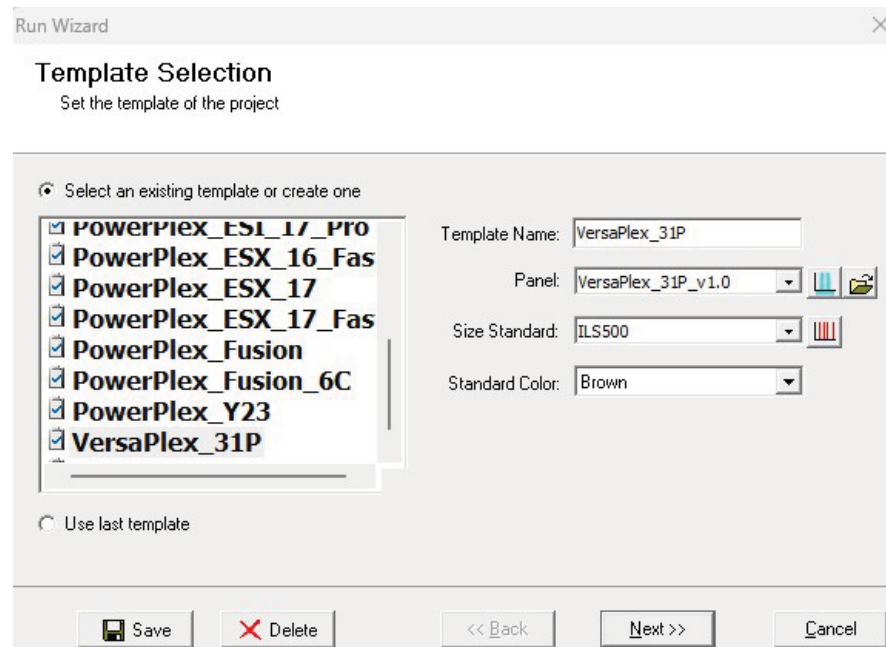 Run Wizard
Template Selection
Set the template of the project
Select an existing template or create one
PowerPlex_ESI_17_Pro
PowerPlex_ESX_16_Fas
PowerPlex_ESX_17
PowerPlex_ESX_17_Fas
PowerPlex_Fusion
PowerPlex_Fusion_6C
PowerPlex_Y23
VersaPlex_31P
Template Name: VersaPlex_31P
Panel: VersaPlex_31P_v1.0
Size Standard: ILS500
Standard Color: Brown
Use last template
Save Delete << Back Next >> Cancel